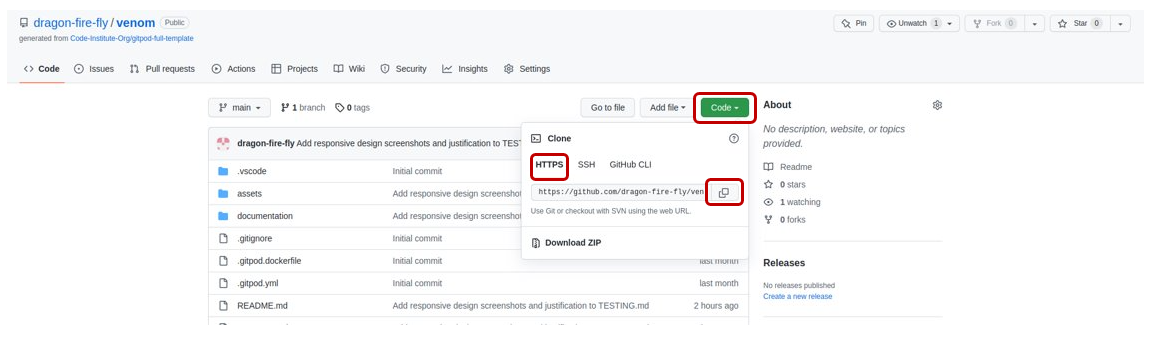 dragon-fire-fly / venom Public
Pin Unwatch 1 Fork 0 Star 0
generated from Code-Institute-Org/gitpod-full-template
Code Issues Pull requests Actions Projects Wiki Security Insights Settings
main 1 branch 0 tags Go to file Add file Code
About
No description, website, or topics
provided.
Readme
0 stars
1 watching
0 forks
Releases
No releases published
Create a new release
dragon-fire-fly Add responsive design screenshots and justification to TEST
Clone
HTTPS SSH GitHub CLI
https://github.com/dragon-fire-fly/ven
Use Git or checkout with SVN using the web URL.
Download ZIP
.vscode Initial commit
assets Add responsive design screenshot
documentation Add responsive design screenshot
.gitignore Initial commit
.gitpod.dockerfile Initial commit last month
.gitpod.yml Initial commit last month
README.md Add responsive design screenshots and justification to TESTING.md 2 hours ago